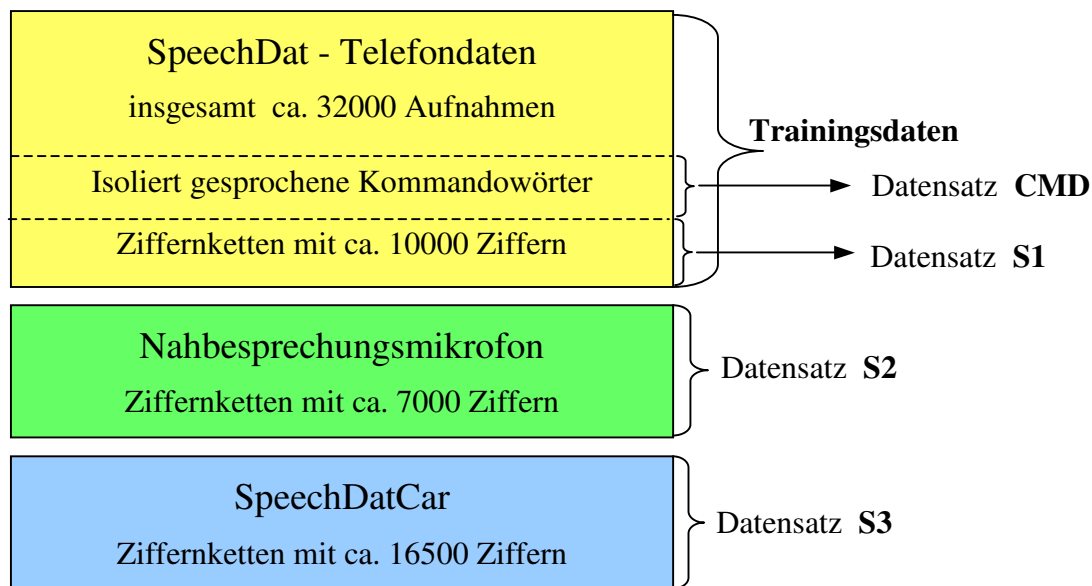 SpeechDat - Telefondaten
insgesamt ca. 32000 Aufnahmen
Trainingsdaten
Isoliert gesprochene Kommandowörter
Datensatz CMD
Ziffernketten mit ca. 10000 Ziffern
Datensatz S1
Nahbesprechungsmikrofon
Ziffernketten mit ca. 7000 Ziffern
Datensatz S2
SpeechDatCar
Ziffernketten mit ca. 16500 Ziffern
Datensatz S3